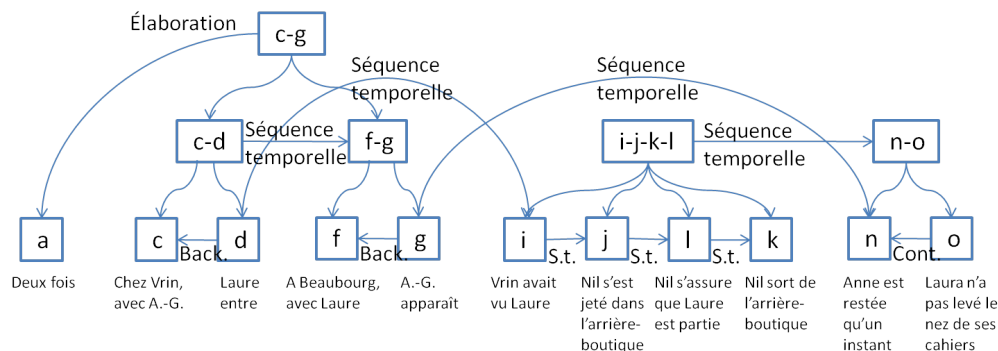 Élaboration
c-g
Séquence
temporelle
Séquence
temporelle
c-d
Séquence
temporelle
f-g
i-j-k-l
Séquence
temporelle
n-o
a
c
Back.
d
f
Back.
g
i
S.t.
j
S.t.
l
S.t.
k
n
Cont.
o
Deux fois
Chez Vrin,
avec A.-G.
Laure
entre
A Beaubourg,
avec Laure
A.-G.
apparaît
Vrin avait
vu Laure
Nil s’est
jeté dans
l’arrière-
boutique
Nil s’assure
que Laure
est partie
Nil sort de
l’arrière-
boutique
Anne est
restée
qu’un
instant
Laura n’a
pas levé le
nez de ses
cahiers